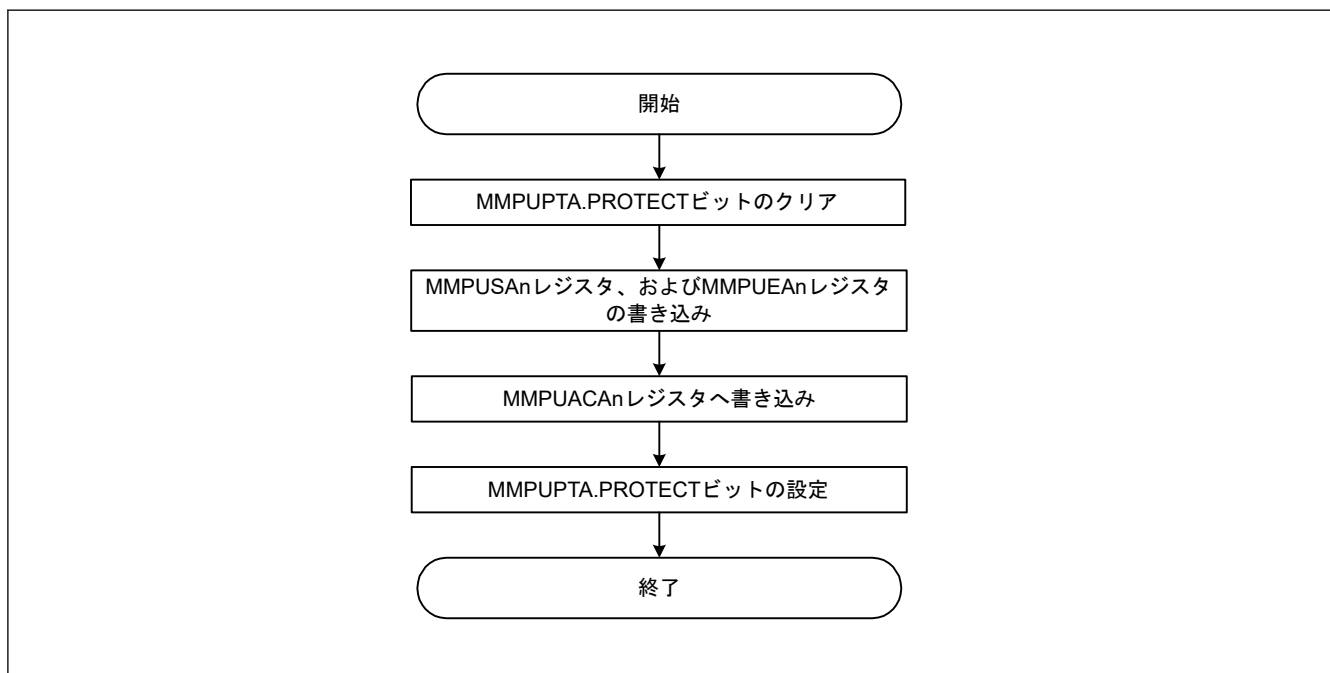 開始
MMPUPTA.PROTECTビットのクリア
MMPUSAnレジスタ、およびMMPUEAnレジスタ
の書き込み
MMPUACAnレジスタへ書き込み
MMPUPTA.PROTECTビットの設定
終了